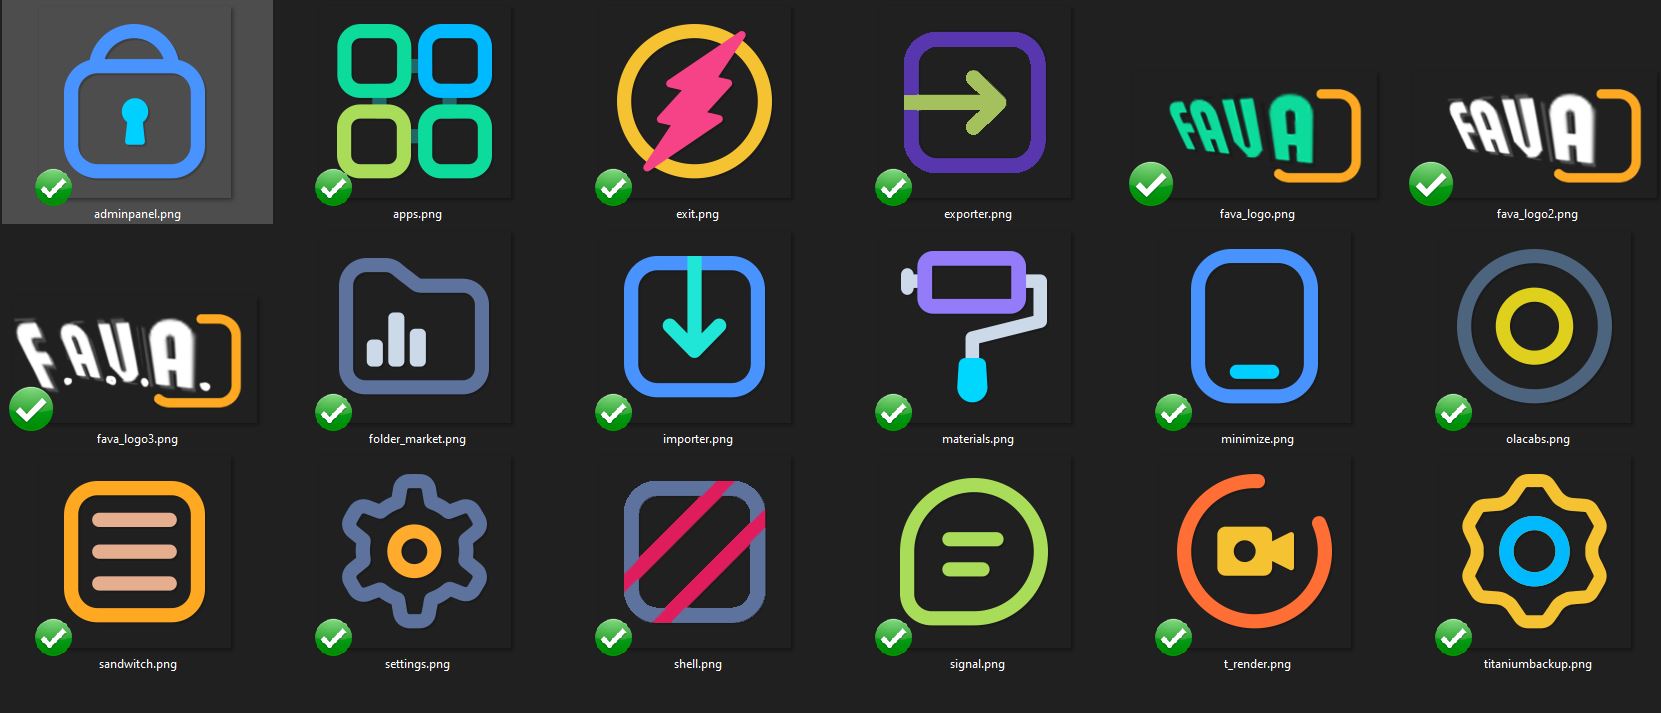 FAVA
FAVA
adminpanel.png
apps.png
exit.png
exporter.png
fava_logo.png
fava_logo2.png
F.A.V.A.
fava_logo3.png
folder_market.png
importer.png
materials.png
minimize.png
olacabs.png
sandwitch.png
settings.png
shell.png
signal.png
t_render.png
titaniumbackup.png